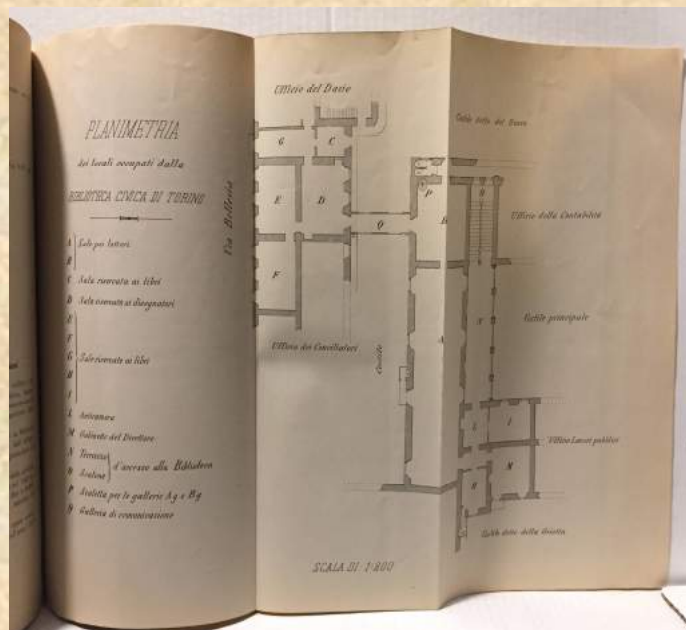 PLANIMETRIA
dei locali occupati dalla
BIBLIOTECA CIVICA DI TORINO
A
B
Sale pei lettori
C Sala riservata ai libri
D Sala riservata ai disegnatori
E
F
G
H
I
Sale riservate ai libri
L Anticamera
M Gabinetto del Direttore
N Terrazzo
O Scalone
d'accesso alla Biblioteca
P Scaletta per le gallerie Ag e Bg
Q Galleria di comunicazione
Ufficio del Dazio
Via Bellezia
G
C
E
D
F
Q
Ufficio dei Conciliatori
Cortile
P
B
O
A
N
L
I
H
M
Cortile detto del Burro
Ufficio della Contabilità
Cortile principale
Ufficio Lavori pubblici
Cortile detto della
SCALA DI 1:200